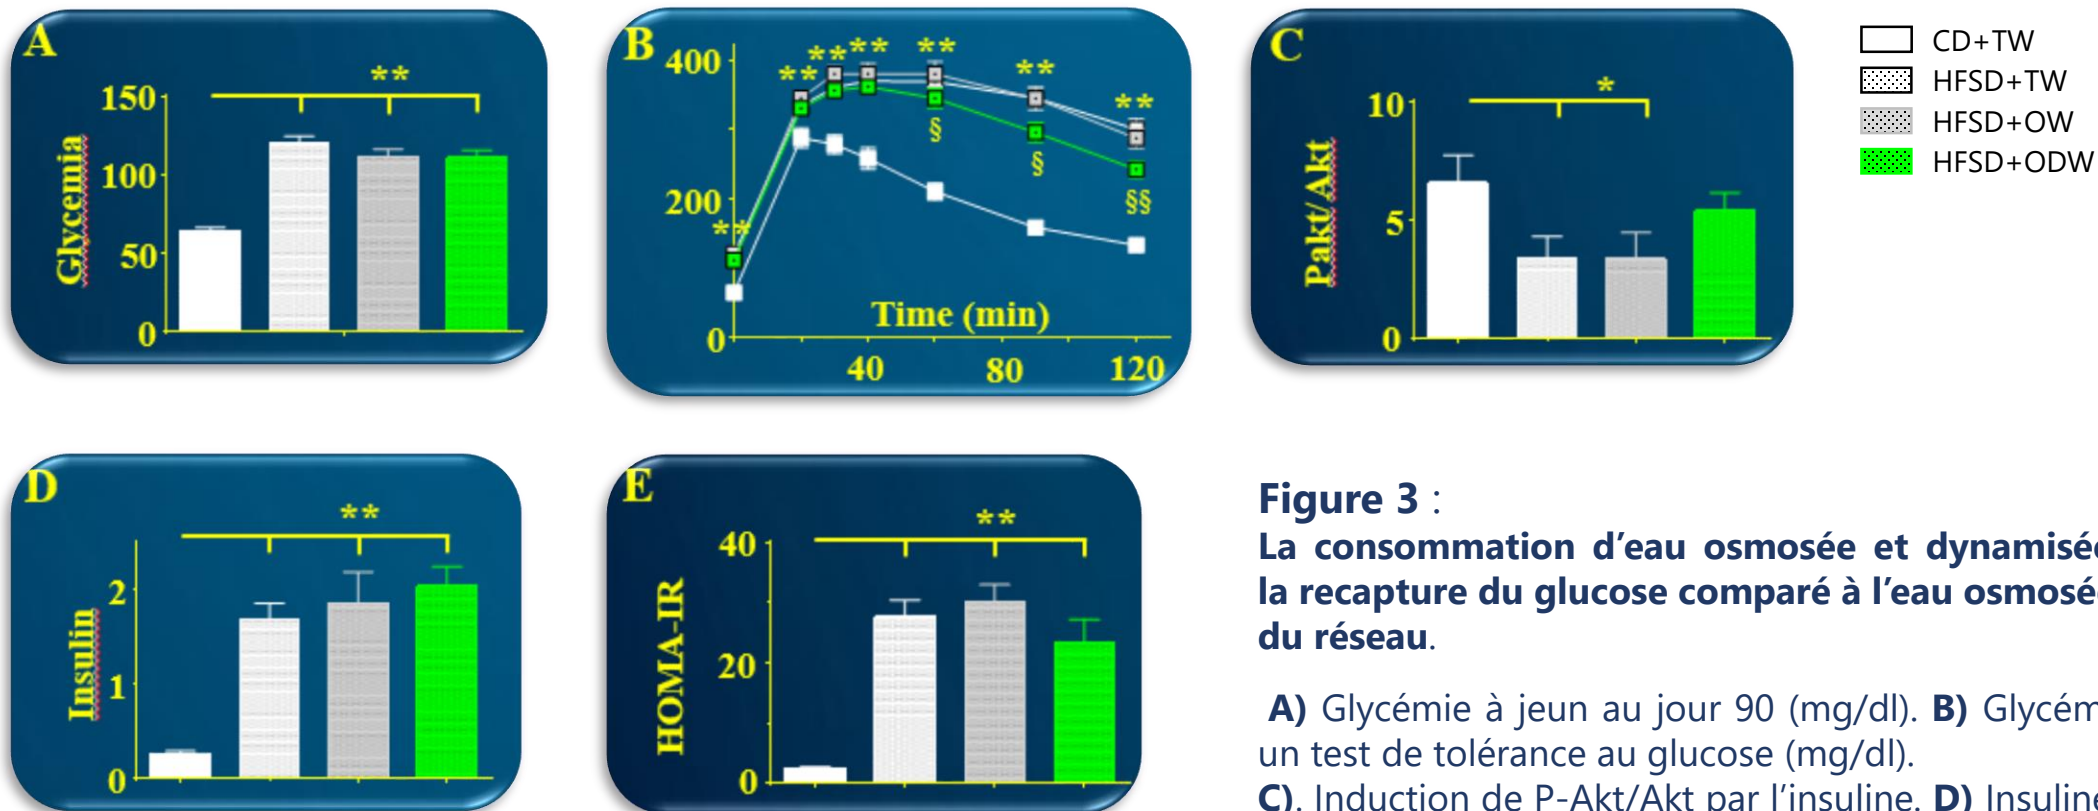 A
**
150
100
50
0
Glycemia
B
400
200
0
**
**
**
**
**
**
**
§
§
§§
Time (min)
40 80 120
C
*
10
5
0
Pakt/Akt
CD+TW
HFSD+TW
HFSD+OW
HFSD+ODW
D
**
2
1
0
Insulin
E
**
40
20
0
HOMA-IR
Figure 3 :
La consommation d’eau osmosée et dynamisée
la recapture du glucose comparé à l’eau osmosée
du réseau.
A) Glycémie à jeun au jour 90 (mg/dl). B) Glycém
un test de tolérance au glucose (mg/dl).
C). Induction de P-Akt/Akt par l’insuline. D) Insuline